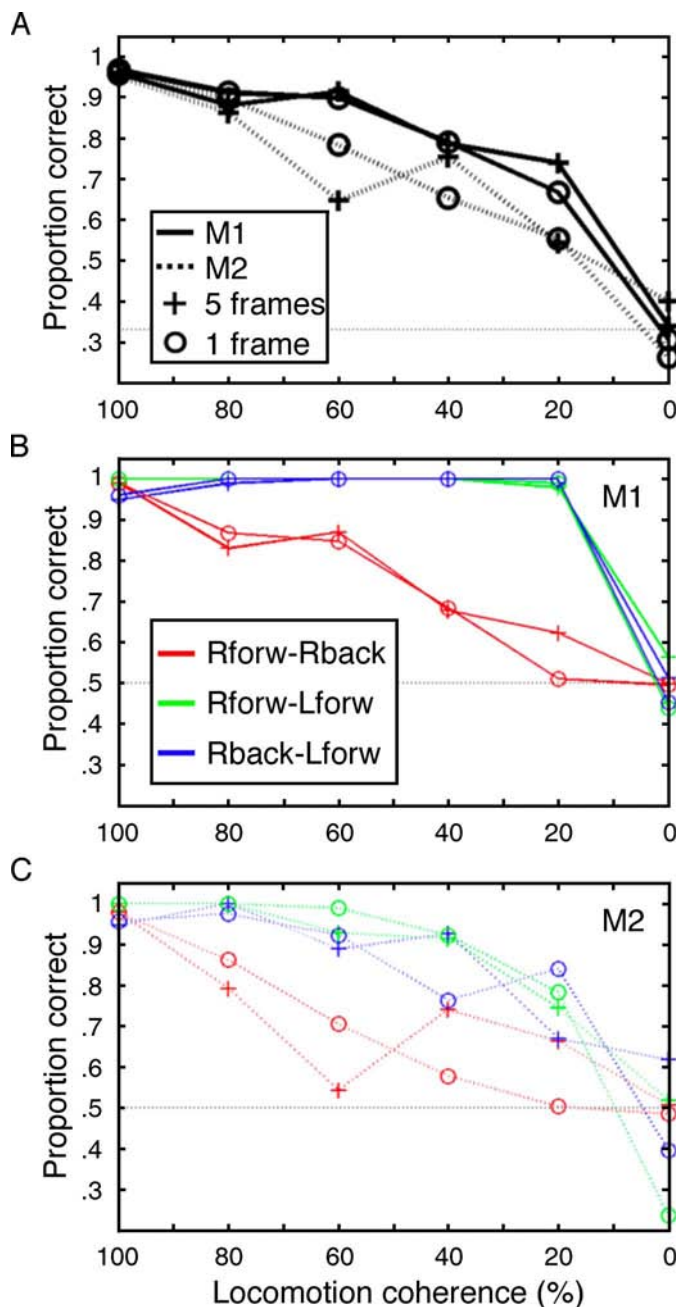 A
Proportion correct
1
.9
.8
.7
.6
.5
.4
.3
M1
M2
5 frames
1 frame
100 80 60 40 20 0
B
Proportion correct
1
.9
.8
.7
.6
.5
.4
.3
M1
Rforw-Rback
Rforw-Lforw
Rback-Lforw
100 80 60 40 20 0
C
Proportion correct
1
.9
.8
.7
.6
.5
.4
.3
M2
100 80 60 40 20 0
Locomotion coherence (%)